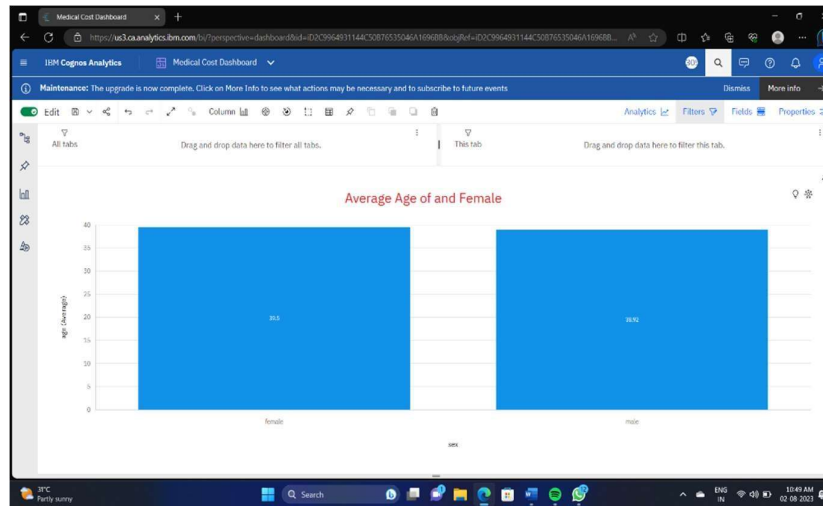 Medical Cost Dashboard
https://us3.ca.analytics.ibm.com/bi/?perspective=dashboard&id=iD2C9964931144C50B76535046A1696BB&objRef=iD2C9964931144C50B76535046A1696BB...
IBM Cognos Analytics Medical Cost Dashboard
Maintenance: The upgrade is now complete. Click on More Info to see what actions may be necessary and to subscribe to future events Dismiss More info
Edit Column Analytics Filters Fields Properties
All tabs Drag and drop data here to filter all tabs. This tab Drag and drop data here to filter this tab.
Average Age of and Female
40
35
30
25
20
15
10
5
0
age (Average)
39.5
38.92
female male
sex
31°C
Partly sunny
Search
ENG
IN
10:49 AM
02-08-2023